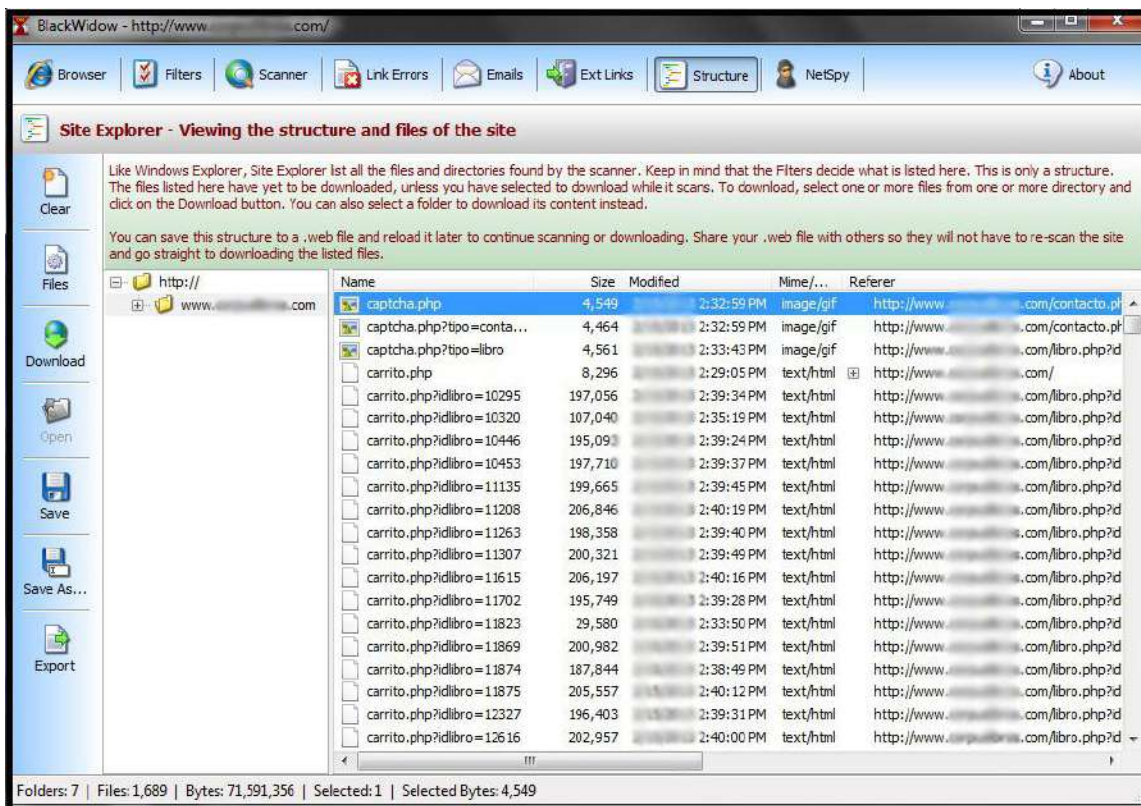 BlackWidow - http://www. .com/
Browser Filters Scanner Link Errors Emails Ext Links Structure NetSpy About
Site Explorer - Viewing the structure and files of the site
Like Windows Explorer, Site Explorer list all the files and directories found by the scanner. Keep in mind that the Filters decide what is listed here. This is only a structure.
The files listed here have yet to be downloaded, unless you have selected to download while it scans. To download, select one or more files from one or more directory and
click on the Download button. You can also select a folder to download its content instead.
You can save this structure to a .web file and reload it later to continue scanning or downloading. Share your .web file with others so they will not have to re-scan the site
and go straight to downloading the listed files.
Clear
Files
Download
Open
Save
Save As...
Export
http://
www. .com
Name Size Modified Mime/... Referer
captcha.php 4,549 2:32:59 PM image/gif http://www. .com/contacto.ph
captcha.php?tipo=conta... 4,464 2:32:59 PM image/gif http://www. .com/contacto.ph
captcha.php?tipo=libro 4,561 2:33:43 PM image/gif http://www. .com/libro.php?id
carrito.php 8,296 2:29:05 PM text/html http://www. .com/
carrito.php?idlibro=10295 197,056 2:39:34 PM text/html http://www. .com/libro.php?id
carrito.php?idlibro=10320 107,040 2:35:19 PM text/html http://www. .com/libro.php?id
carrito.php?idlibro=10446 195,093 2:39:24 PM text/html http://www. .com/libro.php?id
carrito.php?idlibro=10453 197,710 2:39:37 PM text/html http://www. .com/libro.php?id
carrito.php?idlibro=11135 199,665 2:39:45 PM text/html http://www. .com/libro.php?id
carrito.php?idlibro=11208 206,846 2:40:19 PM text/html http://www. .com/libro.php?id
carrito.php?idlibro=11263 198,358 2:39:40 PM text/html http://www. .com/libro.php?id
carrito.php?idlibro=11307 200,321 2:39:49 PM text/html http://www. .com/libro.php?id
carrito.php?idlibro=11615 206,197 2:40:16 PM text/html http://www. .com/libro.php?id
carrito.php?idlibro=11702 195,749 2:39:28 PM text/html http://www. .com/libro.php?id
carrito.php?idlibro=11823 29,580 2:33:50 PM text/html http://www. .com/libro.php?id
carrito.php?idlibro=11869 200,982 2:39:51 PM text/html http://www. .com/libro.php?id
carrito.php?idlibro=11874 187,844 2:38:49 PM text/html http://www. .com/libro.php?id
carrito.php?idlibro=11875 205,557 2:40:12 PM text/html http://www. .com/libro.php?id
carrito.php?idlibro=12327 196,403 2:39:31 PM text/html http://www. .com/libro.php?id
carrito.php?idlibro=12616 202,957 2:40:00 PM text/html http://www. .com/libro.php?id
Folders: 7 | Files: 1,689 | Bytes: 71,591,356 | Selected: 1 | Selected Bytes: 4,549